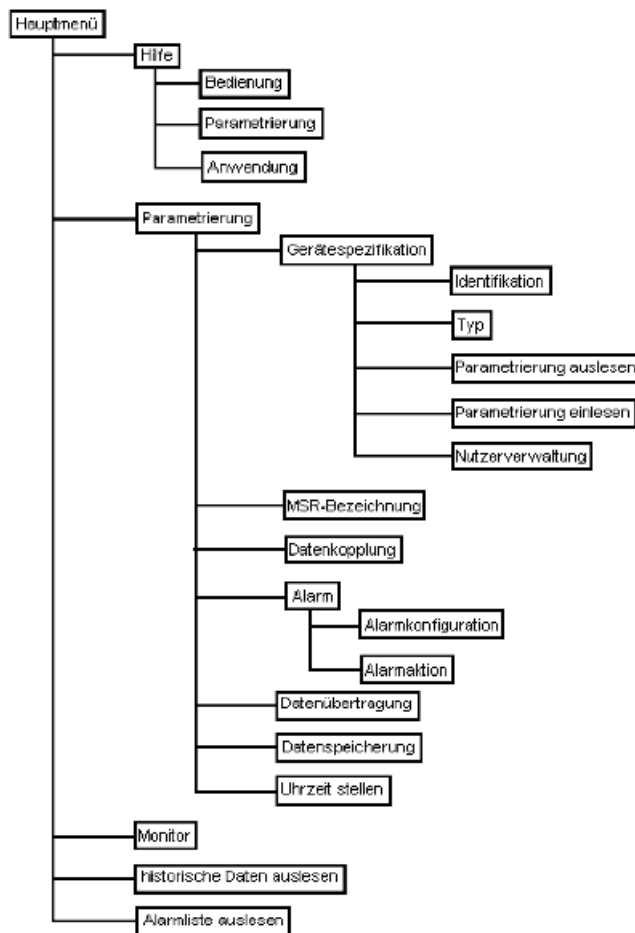 Hauptmenü
Hilfe
Bedienung
Parametrierung
Anwendung
Parametrierung
Gerätespezifikation
Identifikation
Typ
Parametrierung auslesen
Parametrierung einlesen
Nutzerverwaltung
MSR-Bezeichnung
Datenkopplung
Alarm
Alarmkonfiguration
Alarmaktion
Datenübertragung
Datenspeicherung
Uhrzeit stellen
Monitor
historische Daten auslesen
Alarmliste auslesen